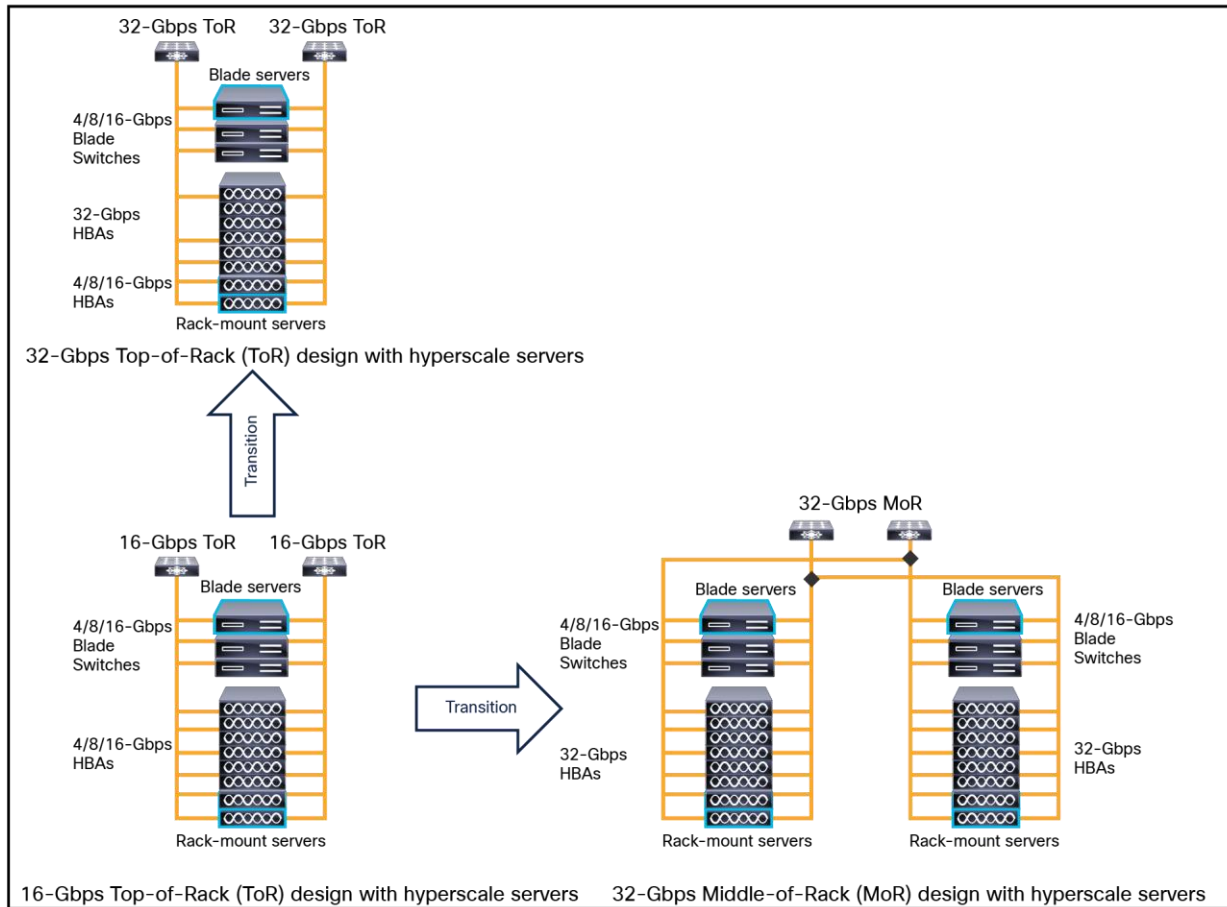 32-Gbps ToR
32-Gbps ToR
Blade servers
4/8/16-Gbps
Blade
Switches
32-Gbps
HBAs
4/8/16-Gbps
HBAs
Rack-mount servers
32-Gbps Top-of-Rack (ToR) design with hyperscale servers
Transition
16-Gbps ToR
16-Gbps ToR
Blade servers
4/8/16-Gbps
Blade
Switches
4/8/16-Gbps
HBAs
Rack-mount servers
16-Gbps Top-of-Rack (ToR) design with hyperscale servers
Transition
32-Gbps MoR
Blade servers
4/8/16-Gbps
Blade
Switches
32-Gbps
HBAs
Rack-mount servers
Blade servers
4/8/16-Gbps
Blade
Switches
32-Gbps
HBAs
Rack-mount servers
32-Gbps Middle-of-Rack (MoR) design with hyperscale servers